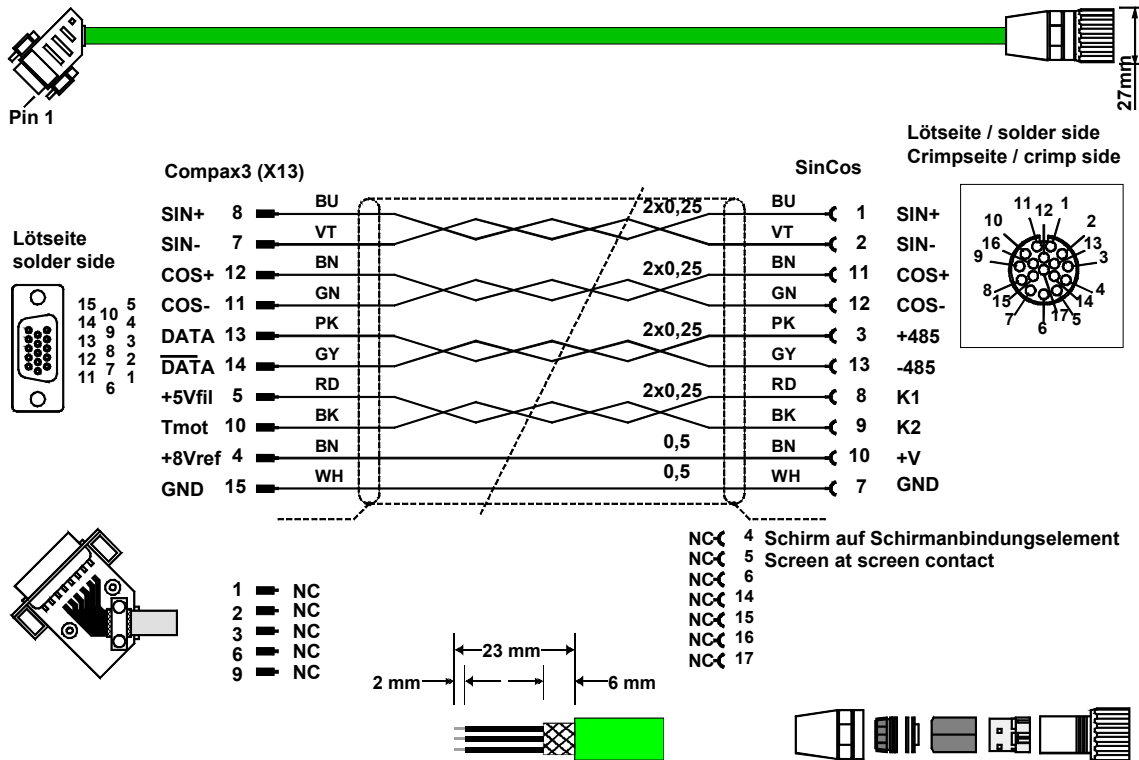 Pin 1
27mm
Lötseite / solder side
Crimpseite / crimp side
Compax3 (X13)
SinCos
Lötseite
solder side
15 10 5
14 9 4
13 8 3
12 7 2
11 6 1
SIN+ 8 BU 2x0,25 BU 1 SIN+
SIN- 7 VT VT 2 SIN-
COS+ 12 BN 2x0,25 BN 11 COS+
COS- 11 GN GN 12 COS-
DATA 13 PK 2x0,25 PK 3 +485
DATA 14 GY GY 13 -485
+5Vfil 5 RD 2x0,25 RD 8 K1
Tmot 10 BK BK 9 K2
+8Vref 4 BN 0,5 BN 10 +V
GND 15 WH 0,5 WH 7 GND
11 12 1
10 2
16 13
9 3
8 4
15 14
7 6 17 5
NC 4 Schirm auf Schirmanbindungselement
NC 5 Screen at screen contact
NC 6
NC 14
NC 15
NC 16
NC 17
1 NC
2 NC
3 NC
6 NC
9 NC
23 mm
2 mm
6 mm